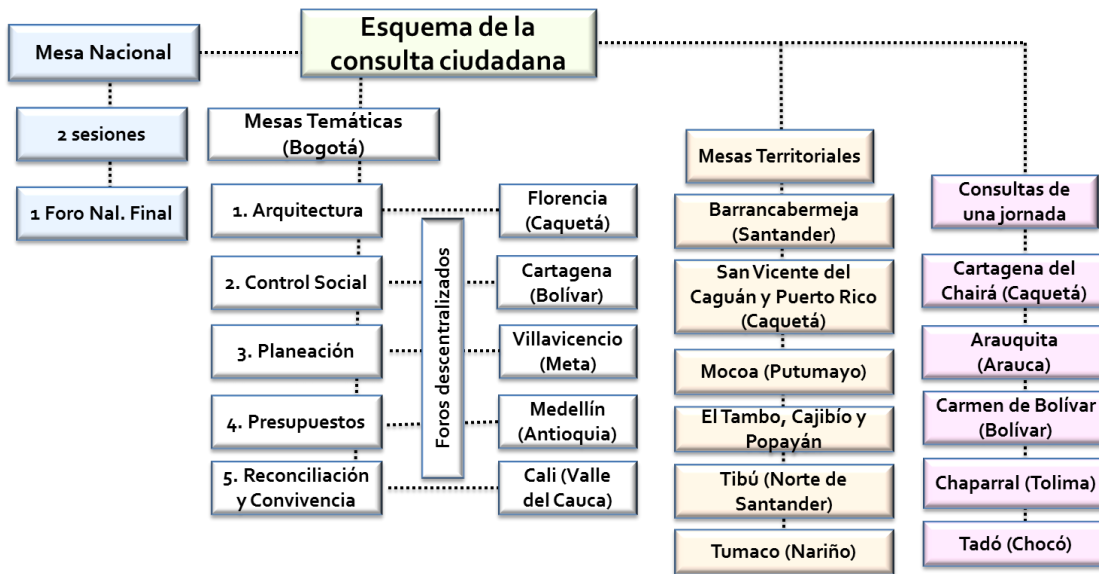 Esquema de la
consulta ciudadana
Mesa Nacional
2 sesiones
1 Foro Nal. Final
Mesas Temáticas
(Bogotá)
1. Arquitectura
2. Control Social
3. Planeación
4. Presupuestos
5. Reconciliación
y Convivencia
Foros descentralizados
Florencia
(Caquetá)
Cartagena
(Bolívar)
Villavicencio
(Meta)
Medellín
(Antioquia)
Cali (Valle
del Cauca)
Mesas Territoriales
Barrancabermeja
(Santander)
San Vicente del
Caguán y Puerto Rico
(Caquetá)
Mocoa (Putumayo)
El Tambo, Cajibío y
Popayán
Tibú (Norte de
Santander)
Tumaco (Nariño)
Consultas de
una jornada
Cartagena del
Chairá (Caquetá)
Arauquita
(Arauca)
Carmen de Bolívar
(Bolívar)
Chaparral (Tolima)
Tadó (Chocó)